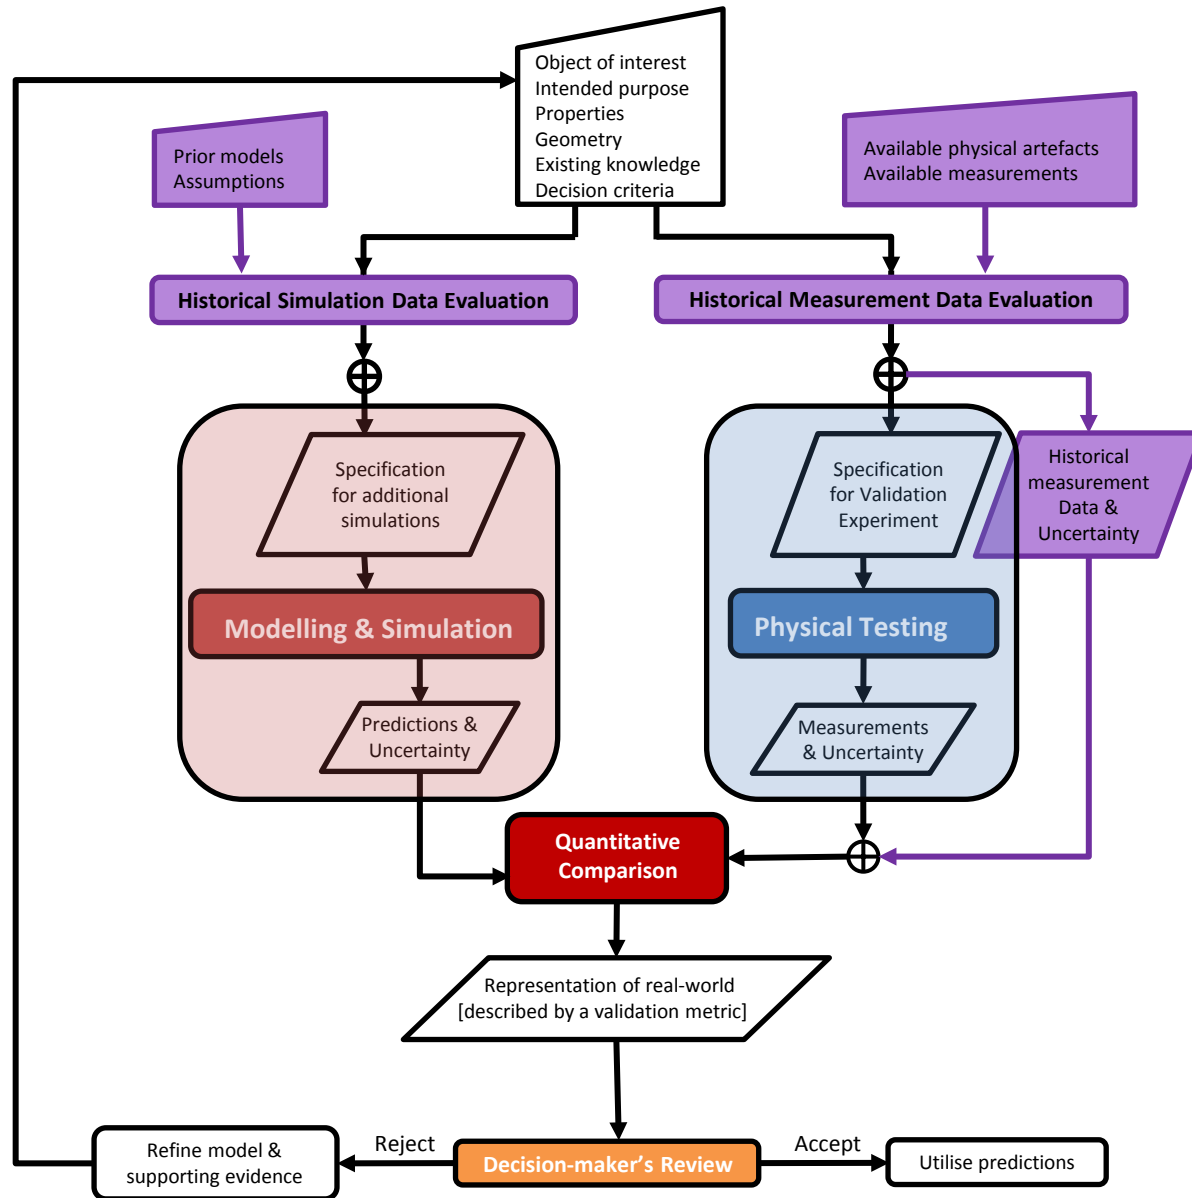 Object of interest
Intended purpose
Properties
Geometry
Existing knowledge
Decision criteria
Prior models
Assumptions
Available physical artefacts
Available measurements
Historical Simulation Data Evaluation
Historical Measurement Data Evaluation
Specification
for additional
simulations
Specification
for Validation
Experiment
Historical
measurement
Data &
Uncertainty
Modelling & Simulation
Physical Testing
Predictions &
Uncertainty
Measurements
& Uncertainty
Quantitative
Comparison
Representation of real-world
[described by a validation metric]
Refine model &
supporting evidence
Reject
Decision-maker's Review
Accept
Utilise predictions